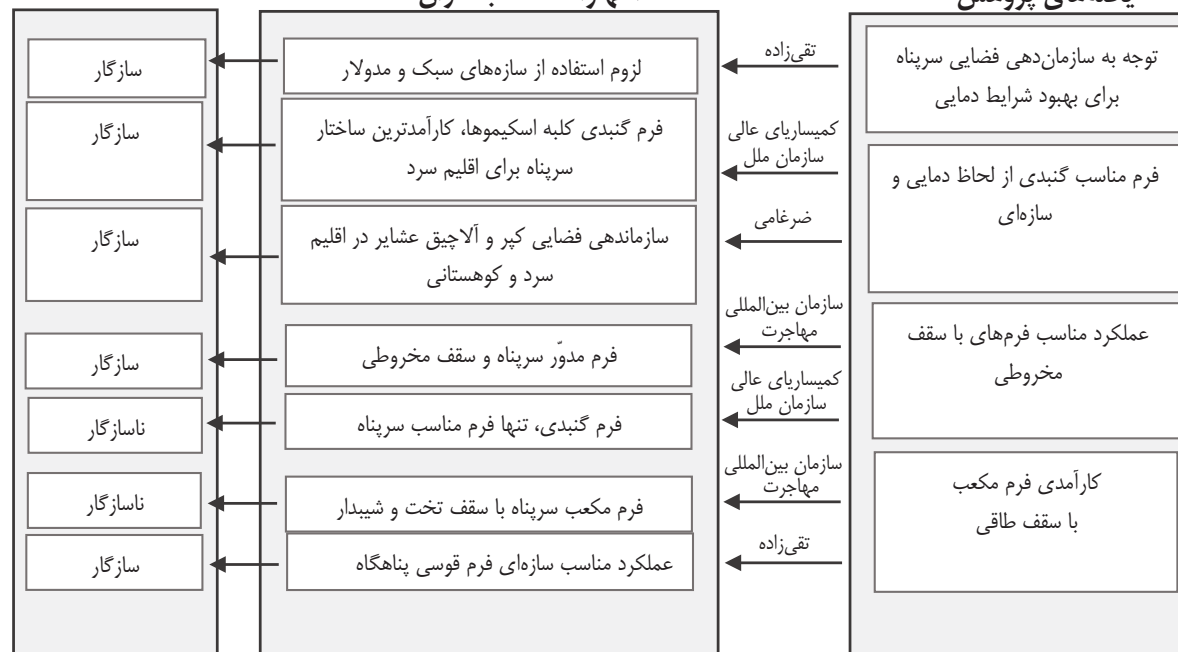 یافته‌های پژوهش
توجه به سازمان‌دهی فضایی سرپناه
برای بهبود شرایط دمایی
فرم مناسب گنبدی از لحاظ دمایی و
سازه‌ای
عملکرد مناسب فرم‌های با سقف
مخروطی
کارآمدی فرم مکعب
با سقف طاقی
تقی‌زاده
کمیساریای عالی
سازمان ملل
ضرغامی
سازمان بین‌المللی
مهاجرت
کمیساریای عالی
سازمان ملل
سازمان بین‌المللی
مهاجرت
تقی‌زاده
لزوم استفاده از سازه‌های سبک و مدولار
فرم گنبدی کلبه اسکیموها، کارآمدترین ساختار
سرپناه برای اقلیم سرد
سازماندهی فضایی کپر و آلاچیق عشایر در اقلیم
سرد و کوهستانی
فرم مدوّر سرپناه و سقف مخروطی
فرم گنبدی، تنها فرم مناسب سرپناه
فرم مکعب سرپناه با سقف تخت و شیبدار
عملکرد مناسب سازه‌ای فرم قوسی پناهگاه
سازگار
سازگار
سازگار
سازگار
ناسازگار
ناسازگار
سازگار